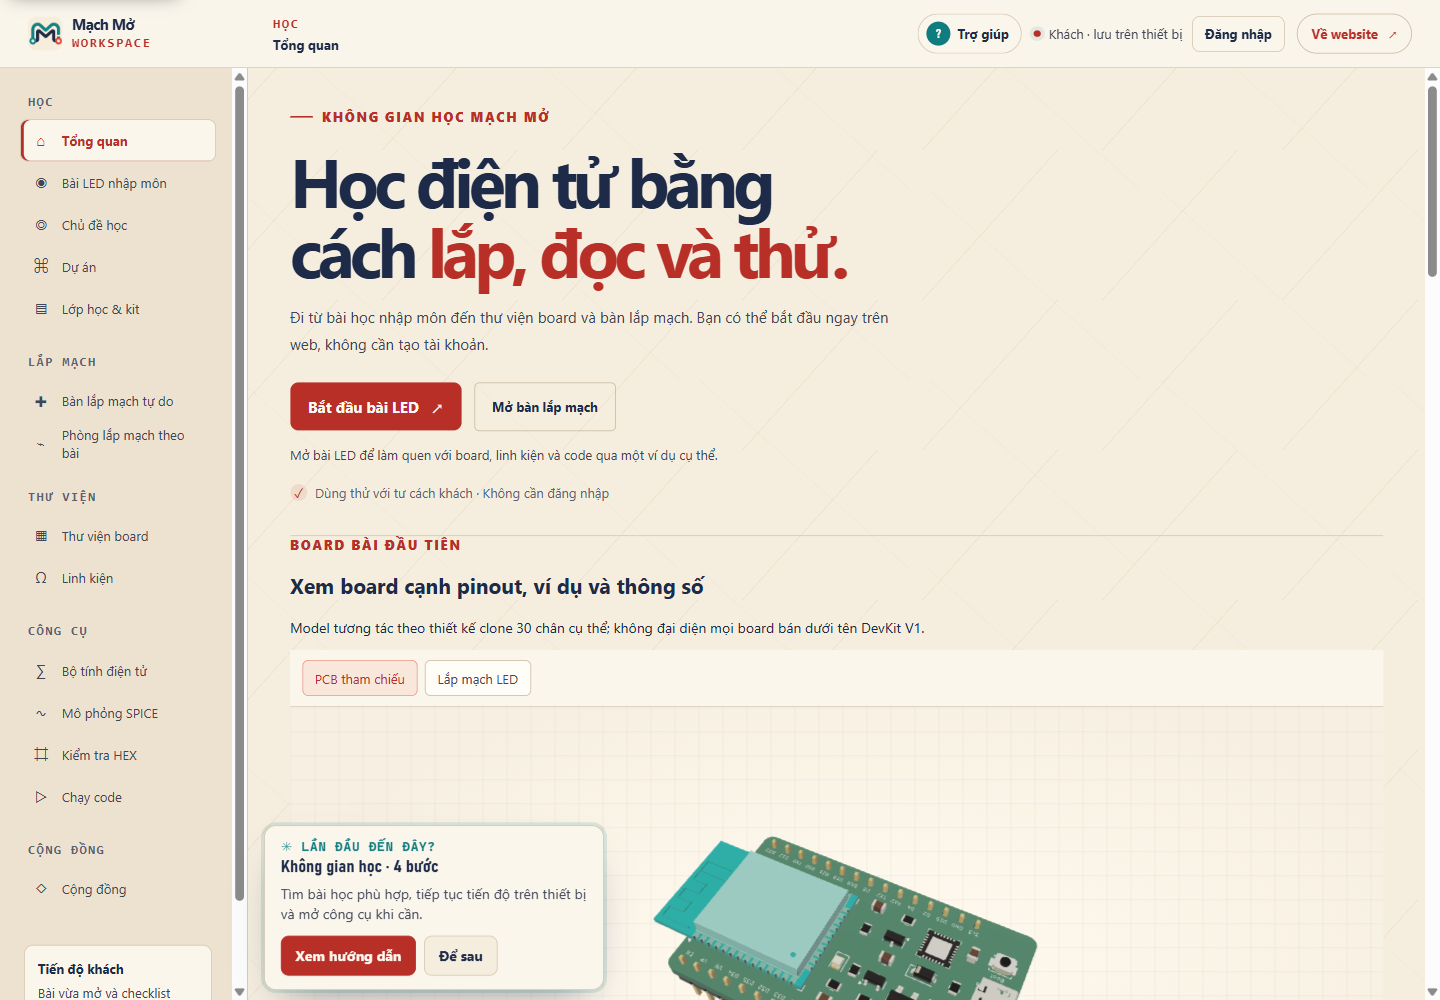 Mạch Mở
WORKSPACE
HỌC
Tổng quan
? Trợ giúp
Khách · lưu trên thiết bị
Đăng nhập
Về website ↗
HỌC
Tổng quan
Bài LED nhập môn
Chủ đề học
Dự án
Lớp học & kit
LẮP MẠCH
Bàn lắp mạch tự do
Phòng lắp mạch theo
bài
THƯ VIỆN
Thư viện board
Linh kiện
CÔNG CỤ
Bộ tính điện tử
Mô phỏng SPICE
Kiểm tra HEX
Chạy code
CỘNG ĐỒNG
Cộng đồng
Tiến độ khách
Bài vừa mở và checklist
KHÔNG GIAN HỌC MẠCH MỞ
Học điện tử bằng
cách lắp, đọc và thử.
Đi từ bài học nhập môn đến thư viện board và bàn lắp mạch. Bạn có thể bắt đầu ngay trên
web, không cần tạo tài khoản.
Bắt đầu bài LED ↗
Mở bàn lắp mạch
Mở bài LED để làm quen với board, linh kiện và code qua một ví dụ cụ thể.
✓ Dùng thử với tư cách khách · Không cần đăng nhập
BOARD BÀI ĐẦU TIÊN
Xem board cạnh pinout, ví dụ và thông số
Model tương tác theo thiết kế clone 30 chân cụ thể; không đại diện mọi board bán dưới tên DevKit V1.
PCB tham chiếu
Lắp mạch LED
✳ LẦN ĐẦU ĐẾN ĐÂY?
Không gian học · 4 bước
Tìm bài học phù hợp, tiếp tục tiến độ trên thiết bị
và mở công cụ khi cần.
Xem hướng dẫn
Để sau